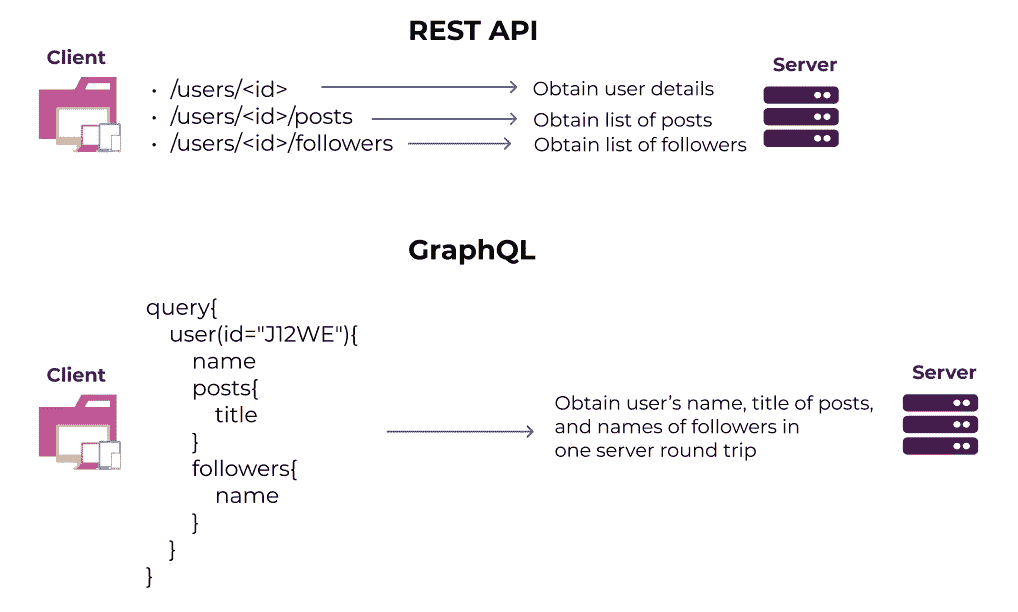 REST API
Client
Server
• /users/<id>
Obtain user details
• /users/<id>/posts
Obtain list of posts
• /users/<id>/followers
Obtain list of followers
GraphQL
query{
user(id="J12WE"){
name
posts{
title
}
followers{
name
}
}
}
Client
Obtain user's name, title of posts,
and names of followers in
one server round trip
Server